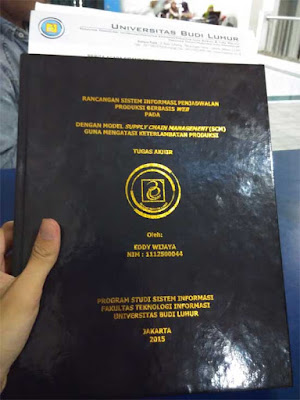 UNIVERSITAS BUDI LUHUR
RANCANGAN SISTEM INFORMASI PENJADWALAN
PRODUKSI BERBASIS WEB
PADA
DENGAN MODEL SUPPLY CHAIN MANAGEMENT (SCM)
GUNA MENGATASI KETERLAMBATAN PRODUKSI
TUGAS AKHIR
Oleh:
EDDY WIJAYA
NIM : 1112500044
PROGRAM STUDI SISTEM INFORMASI
FAKULTAS TEKNOLOGI INFORMASI
UNIVERSITAS BUDI LUHUR
JAKARTA
2015